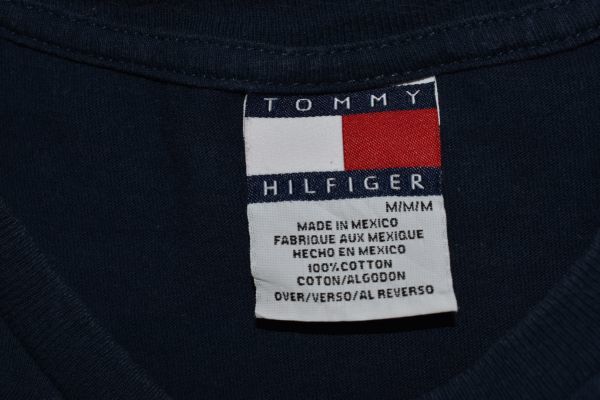 TOMMY
HILFIGER
M/M/M
MADE IN MEXICO
FABRIQUE AUX MEXIQUE
HECHO EN MEXICO
100% COTTON
COTON/ALGODON
OVER/VERSO/AL REVERSO